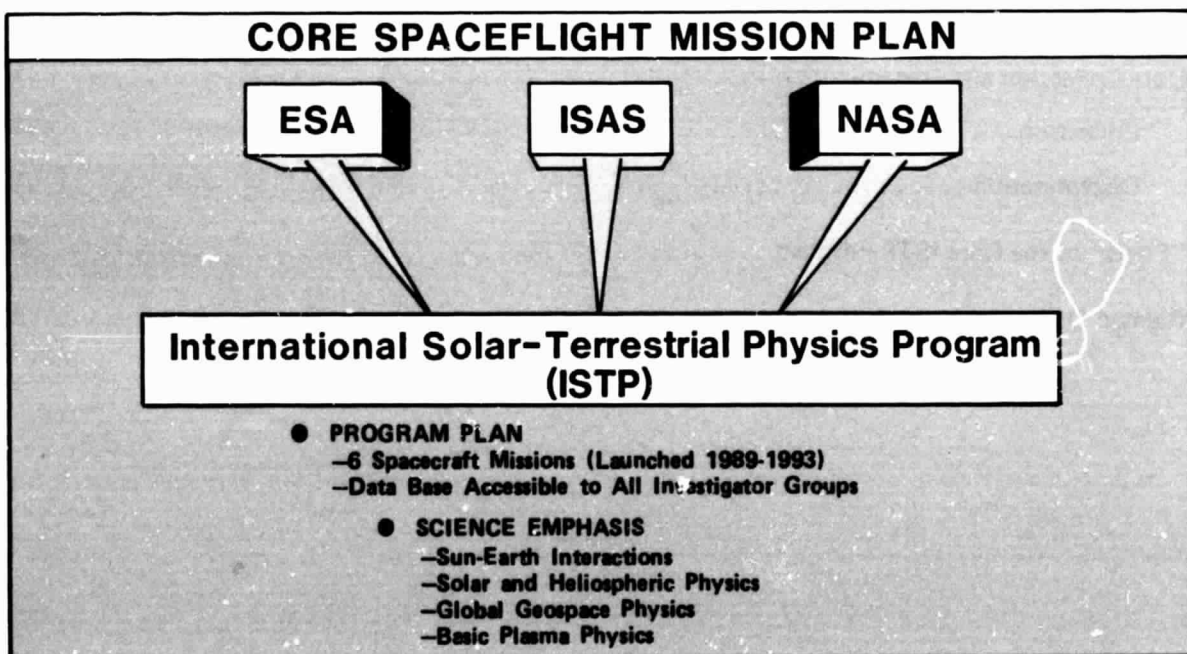 CORE SPACEFLIGHT MISSION PLAN
ESA ISAS NASA
International Solar-Terrestrial Physics Program
(ISTP)
● PROGRAM PLAN
—6 Spacecraft Missions (Launched 1989-1993)
—Data Base Accessible to All Investigator Groups
● SCIENCE EMPHASIS
—Sun-Earth Interactions
—Solar and Heliospheric Physics
—Global Geospace Physics
—Basic Plasma Physics